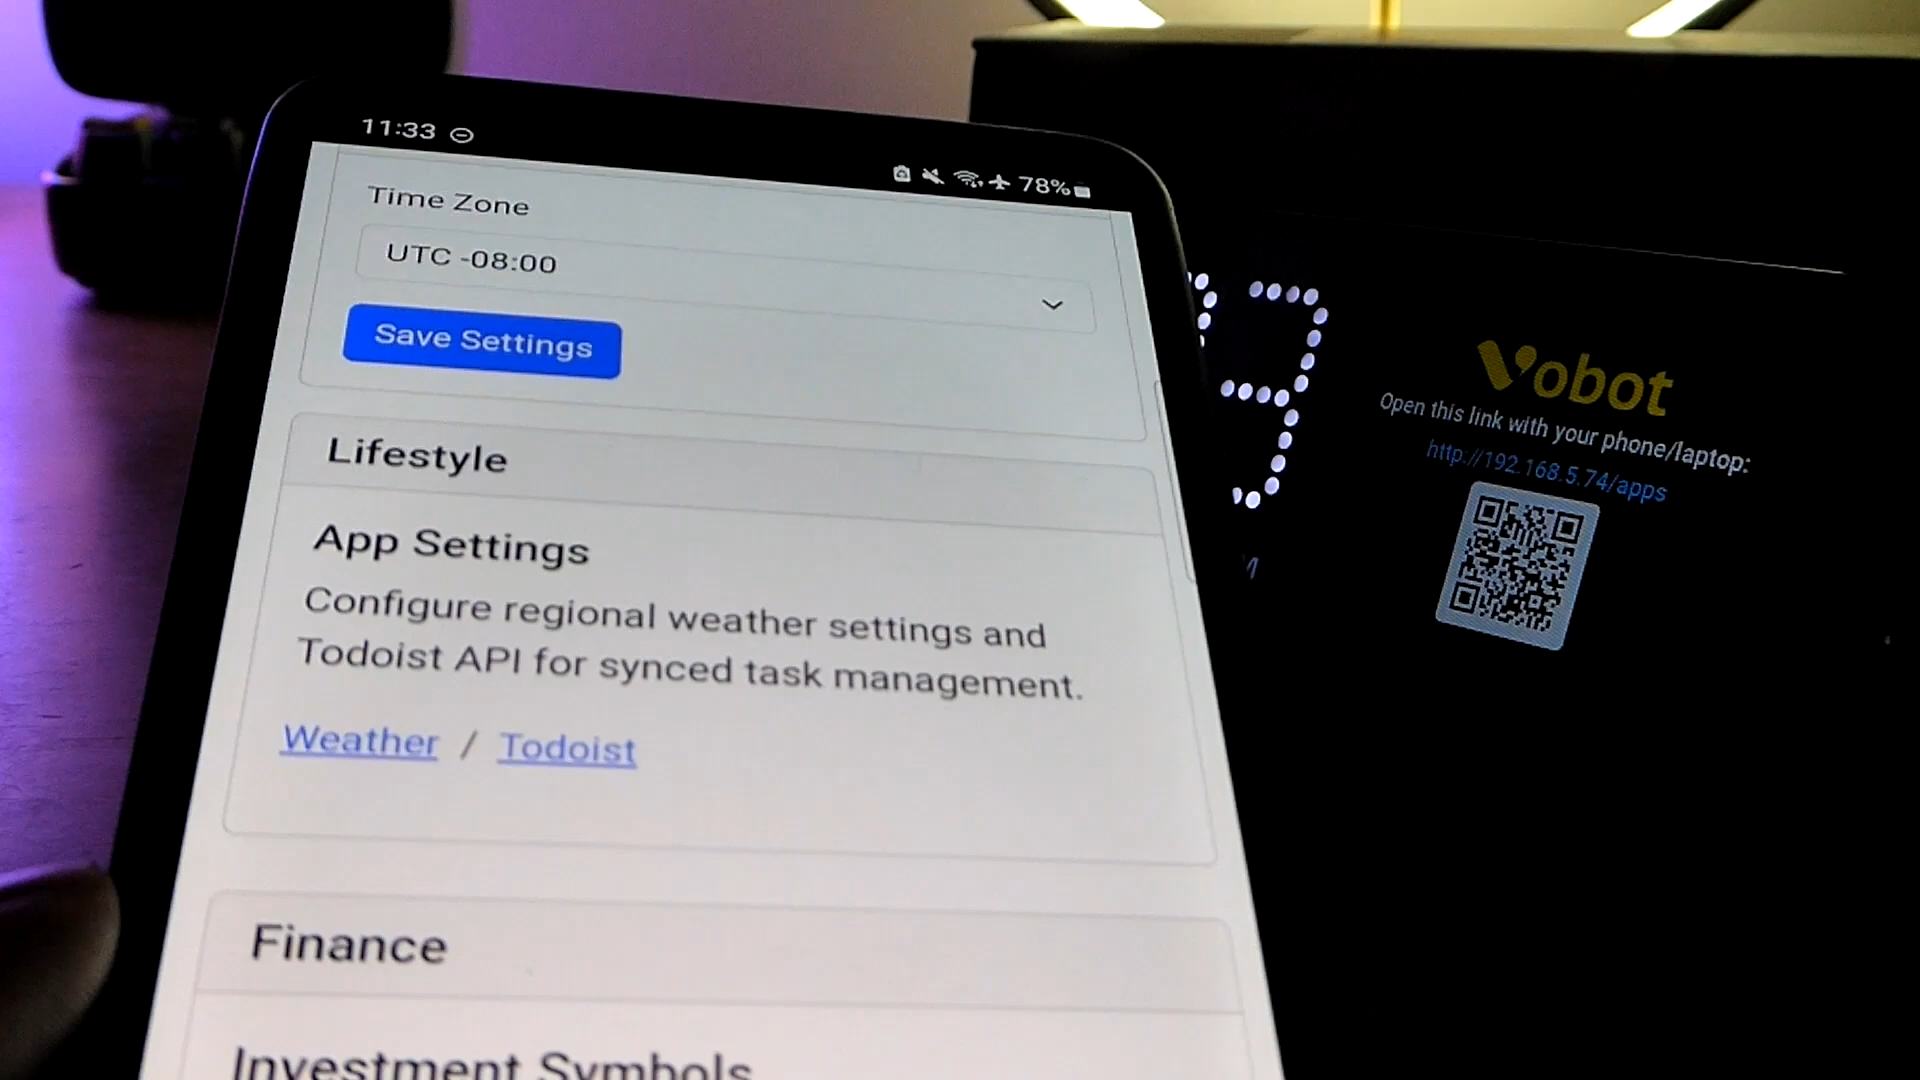 11:33
78%
Time Zone
UTC -08:00
Save Settings
Lifestyle
App Settings
Configure regional weather settings and
Todoist API for synced task management.
Weather / Todoist
Finance
Investment Symbols
Vobot
Open this link with your phone/laptop:
http://192.168.5.74/apps